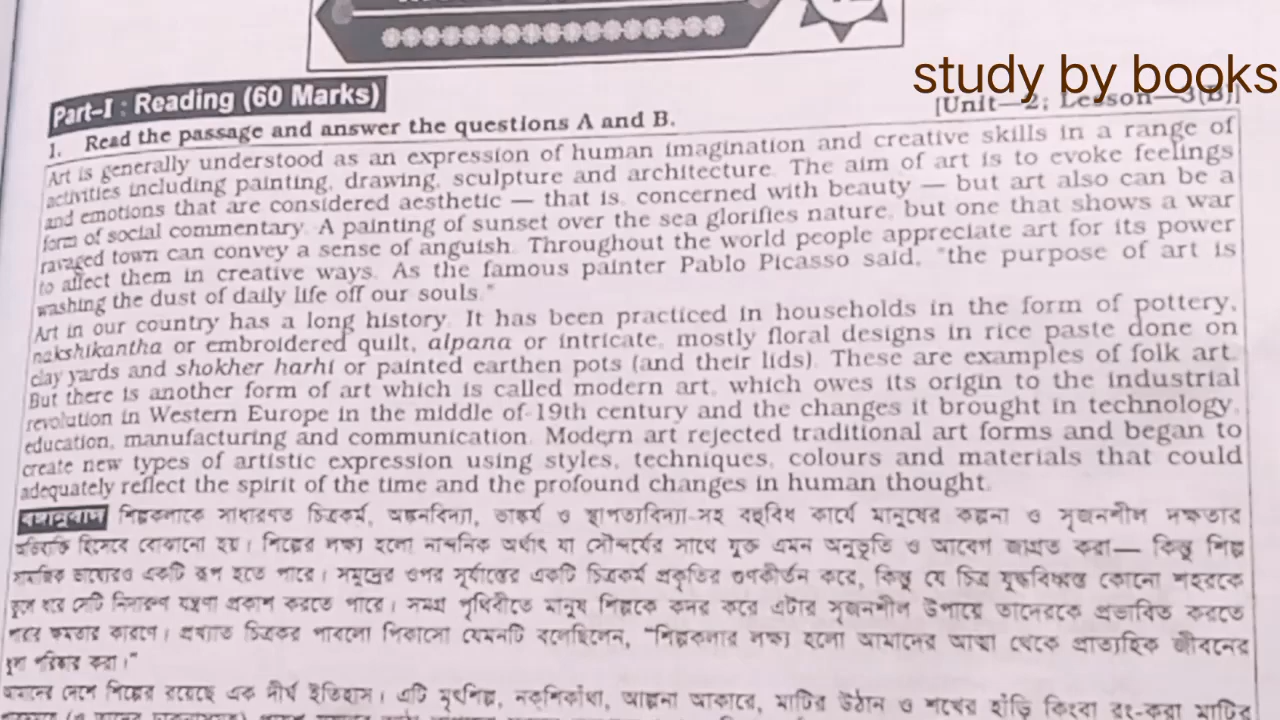 study by books
Part–I : Reading (60 Marks)
[Unit—2; Lesson—3(B)]
1. Read the passage and answer the questions A and B.
Art is generally understood as an expression of human imagination and creative skills in a range of
activities including painting, drawing, sculpture and architecture. The aim of art is to evoke feelings
and emotions that are considered aesthetic — that is, concerned with beauty — but art also can be a
form of social commentary. A painting of sunset over the sea glorifies nature, but one that shows a war
ravaged town can convey a sense of anguish. Throughout the world people appreciate art for its power
to affect them in creative ways. As the famous painter Pablo Picasso said, "the purpose of art is
washing the dust of daily life off our souls."
Art in our country has a long history. It has been practiced in households in the form of pottery,
nakshikantha or embroidered quilt, alpana or intricate, mostly floral designs in rice paste done on
clay yards and shokher harhi or painted earthen pots (and their lids). These are examples of folk art.
But there is another form of art which is called modern art, which owes its origin to the industrial
revolution in Western Europe in the middle of 19th century and the changes it brought in technology,
education, manufacturing and communication. Modern art rejected traditional art forms and began to
create new types of artistic expression using styles, techniques, colours and materials that could
adequately reflect the spirit of the time and the profound changes in human thought.
বঙ্গানুবাদ শিল্পকলাকে সাধারণত চিত্রকর্ম, অঙ্কনবিদ্যা, ভাস্কর্য ও স্থাপত্যবিদ্যা-সহ বহুবিধ কার্যে মানুষের কল্পনা ও সৃজনশীল দক্ষতার
অভিব্যক্তি হিসেবে বোঝানো হয়। শিল্পের লক্ষ্য হলো নান্দনিক অর্থাৎ যা সৌন্দর্যের সাথে যুক্ত এমন অনুভূতি ও আবেগ জাগ্রত করা— কিন্তু শিল্প
সামাজিক ভাষ্যেরও একটি রূপ হতে পারে। সমুদ্রের ওপর সূর্যাস্তের একটি চিত্রকর্ম প্রকৃতির গুণকীর্তন করে, কিন্তু যে চিত্র যুদ্ধবিধ্বস্ত কোনো শহরকে
তুলে ধরে সেটি নিদারুণ যন্ত্রণা প্রকাশ করতে পারে। সমগ্র পৃথিবীতে মানুষ শিল্পকে কদর করে এটার সৃজনশীল উপায়ে তাদেরকে প্রভাবিত করতে
পারে ক্ষমতার কারণে। প্রখ্যাত চিত্রকর পাবলো পিকাসো যেমনটি বলেছিলেন, "শিল্পকলার লক্ষ্য হলো আমাদের আত্মা থেকে প্রাত্যহিক জীবনের
ধুলা পরিষ্কার করা।"
আমাদের দেশে শিল্পের রয়েছে এক দীর্ঘ ইতিহাস। এটি মৃৎশিল্প, নকশিকাঁথা, আল্পনা আকারে, মাটির উঠান ও শখের হাঁড়ি কিংবা রং-করা মাটির